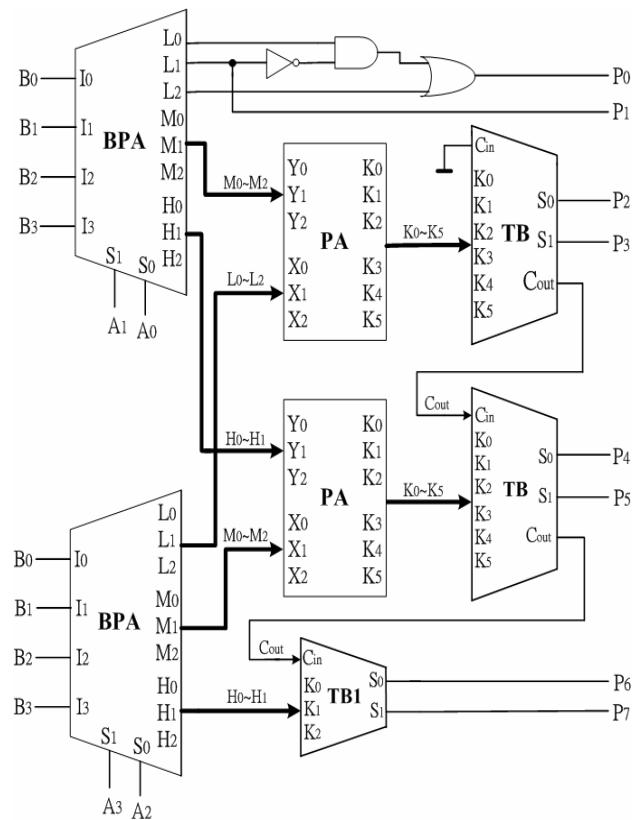 B0
B1
B2
B3
I0
I1
I2
I3
BPA
S1
S0
A1
A0
L0
L1
L2
M0
M1
M2
H0
H1
H2
P0
P1
M0~M2
L0~L2
Y0
Y1
Y2
X0
X1
X2
PA
K0
K1
K2
K3
K4
K5
K0~K5
Cin
K0
K1
K2
K3
K4
K5
TB
S0
S1
Cout
P2
P3
H0~H1
M0~M2
Y0
Y1
Y2
X0
X1
X2
PA
K0
K1
K2
K3
K4
K5
K0~K5
Cout
Cin
K0
K1
K2
K3
K4
K5
TB
S0
S1
Cout
P4
P5
B0
B1
B2
B3
I0
I1
I2
I3
BPA
S1
S0
A3
A2
L0
L1
L2
M0
M1
M2
H0
H1
H2
H0~H1
Cout
Cin
K0
K1
K2
TB1
S0
S1
P6
P7